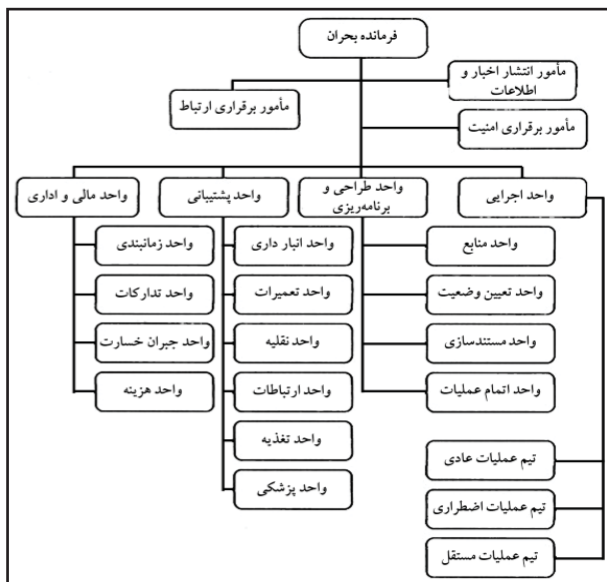 فرمانده بحران
مأمور انتشار اخبار و
اطلاعات
مأمور برقراری ارتباط
مأمور برقراری امنیت
واحد اجرایی
واحد طراحی و
برنامه‌ریزی
واحد پشتیبانی
واحد مالی و اداری
واحد منابع
واحد انبار داری
واحد زمانبندی
واحد تعیین وضعیت
واحد تعمیرات
واحد تدارکات
واحد مستندسازی
واحد نقلیه
واحد جبران خسارت
واحد اتمام عملیات
واحد ارتباطات
واحد هزینه
واحد تغذیه
واحد پزشکی
تیم عملیات عادی
تیم عملیات اضطراری
تیم عملیات مستقل